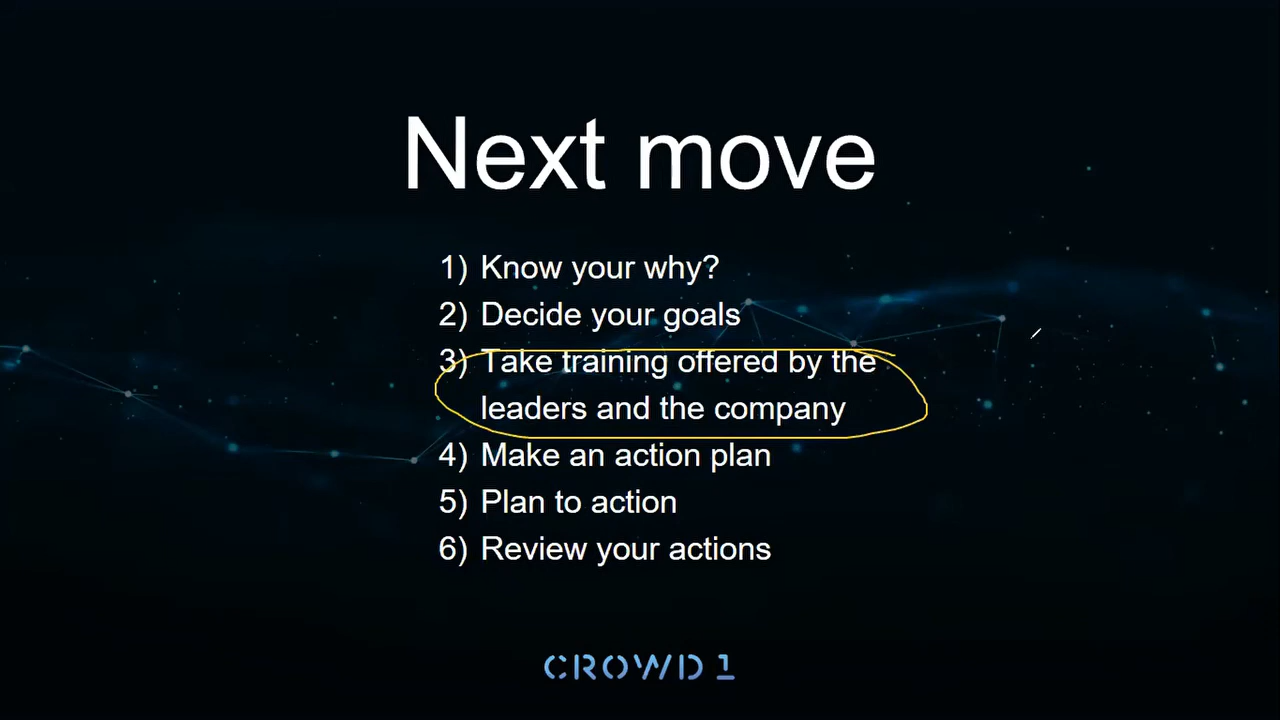 Next move
1) Know your why?
2) Decide your goals
3) Take training offered by the
leaders and the company
4) Make an action plan
5) Plan to action
6) Review your actions
CROWD 1